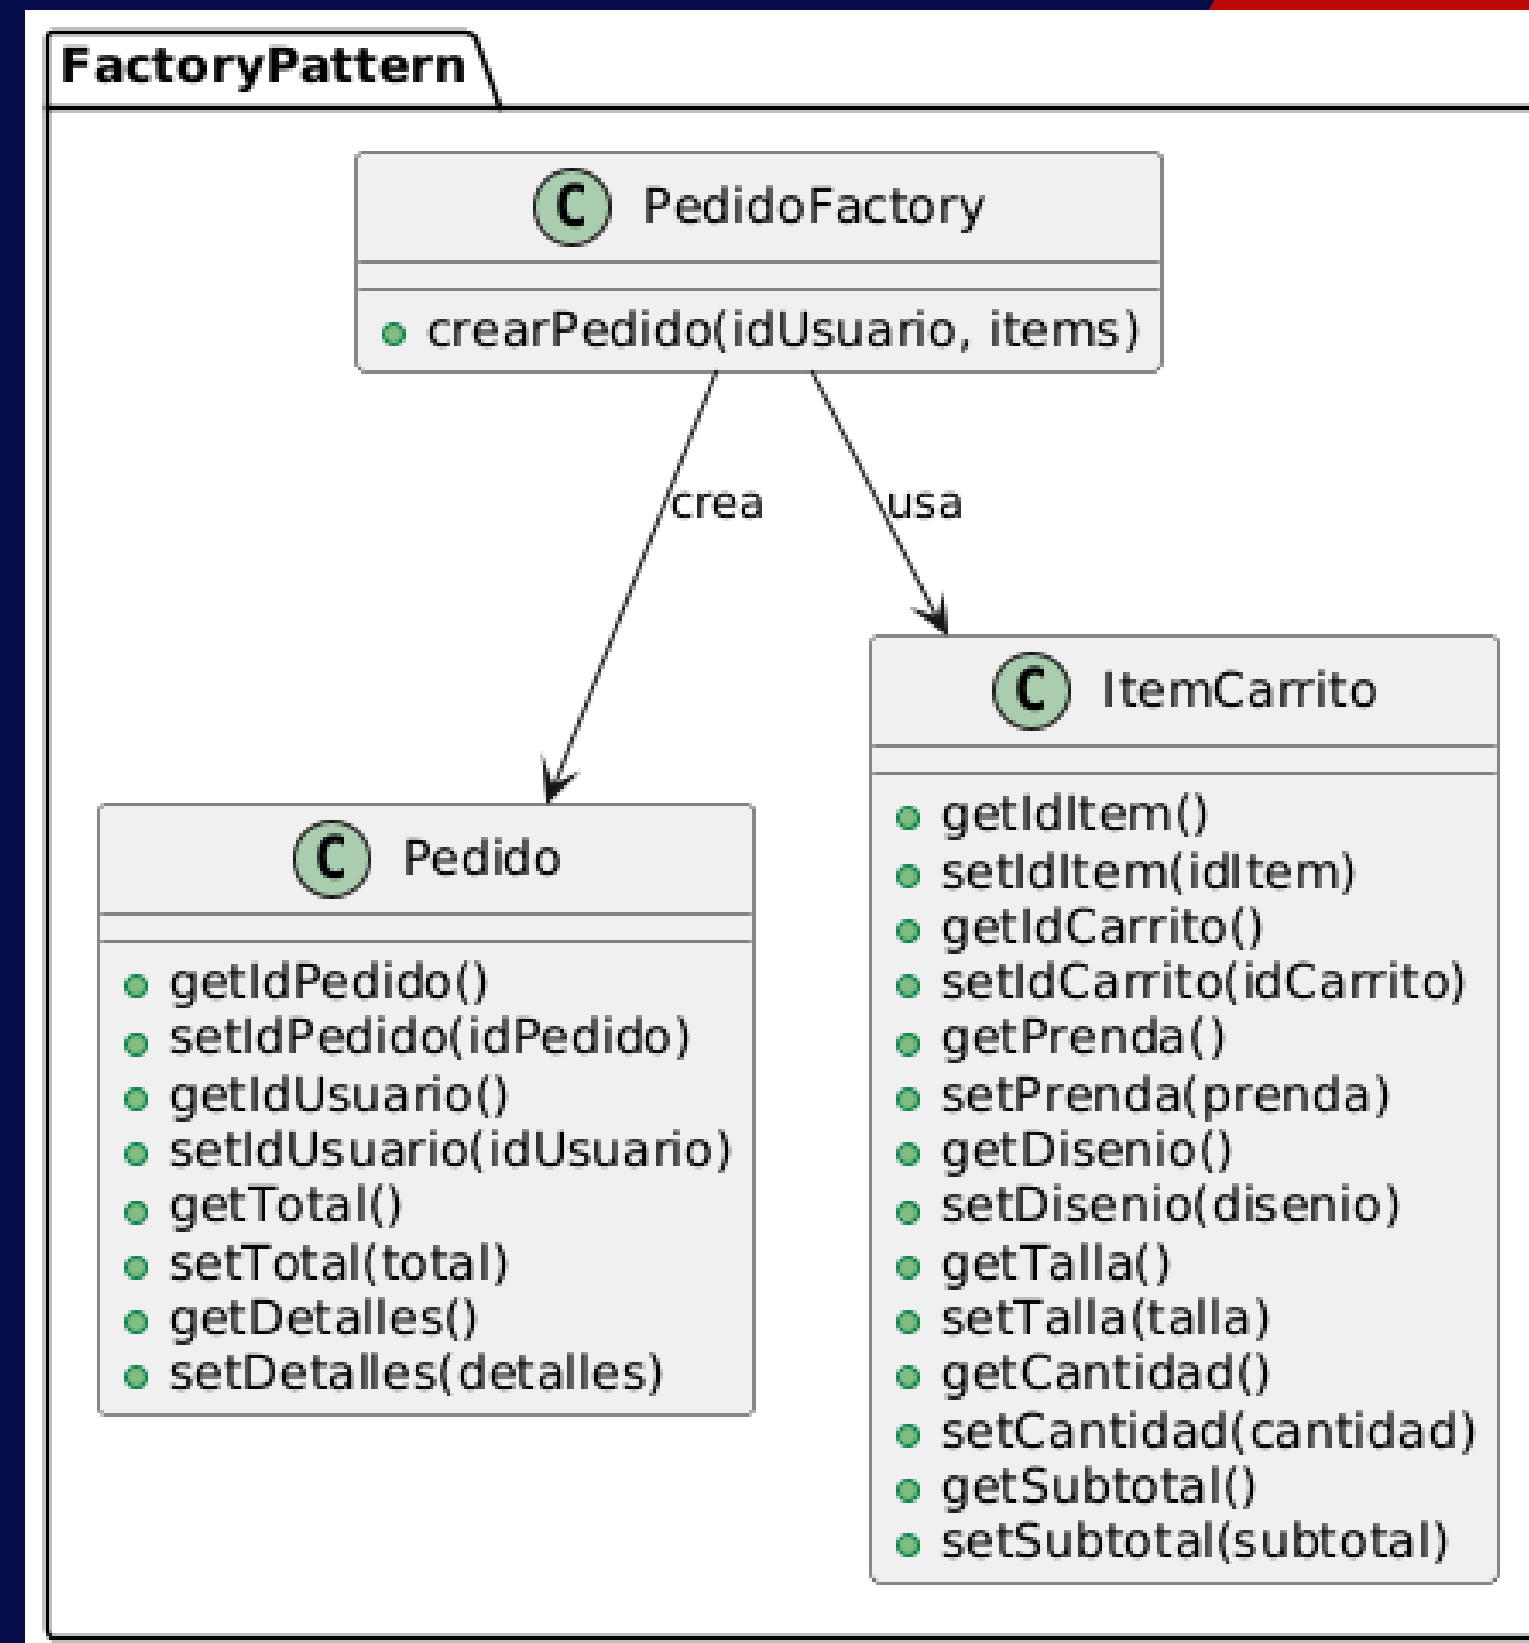 FactoryPattern
C PedidoFactory
crearPedido(idUsuario, items)
crea
usa
C Pedido
getIdPedido()
setIdPedido(idPedido)
getIdUsuario()
setIdUsuario(idUsuario)
getTotal()
setTotal(total)
getDetalles()
setDetalles(detalles)
C ItemCarrito
getIdItem()
setIdItem(idItem)
getIdCarrito()
setIdCarrito(idCarrito)
getPrenda()
setPrenda(prenda)
getDisenio()
setDisenio(disenio)
getTalla()
setTalla(talla)
getCantidad()
setCantidad(cantidad)
getSubtotal()
setSubtotal(subtotal)